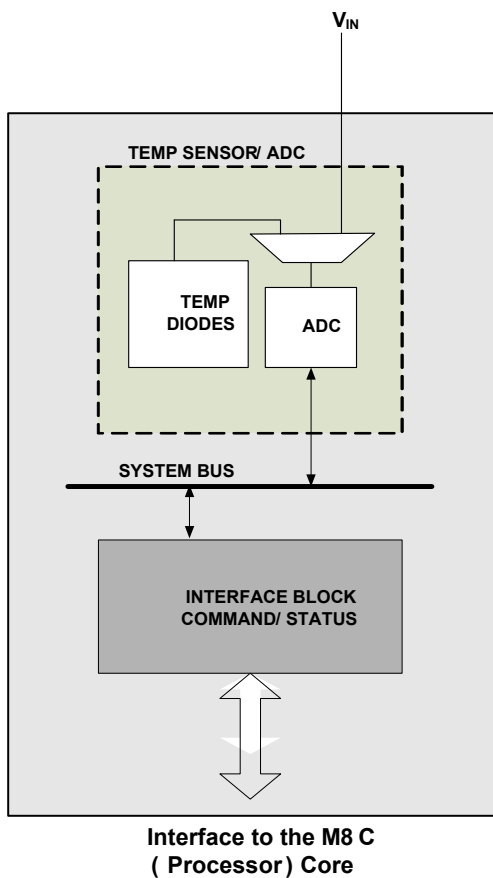 VIN
TEMP SENSOR/ ADC
TEMP
DIODES
ADC
SYSTEM BUS
INTERFACE BLOCK
COMMAND/ STATUS
Interface to the M8 C
( Processor ) Core